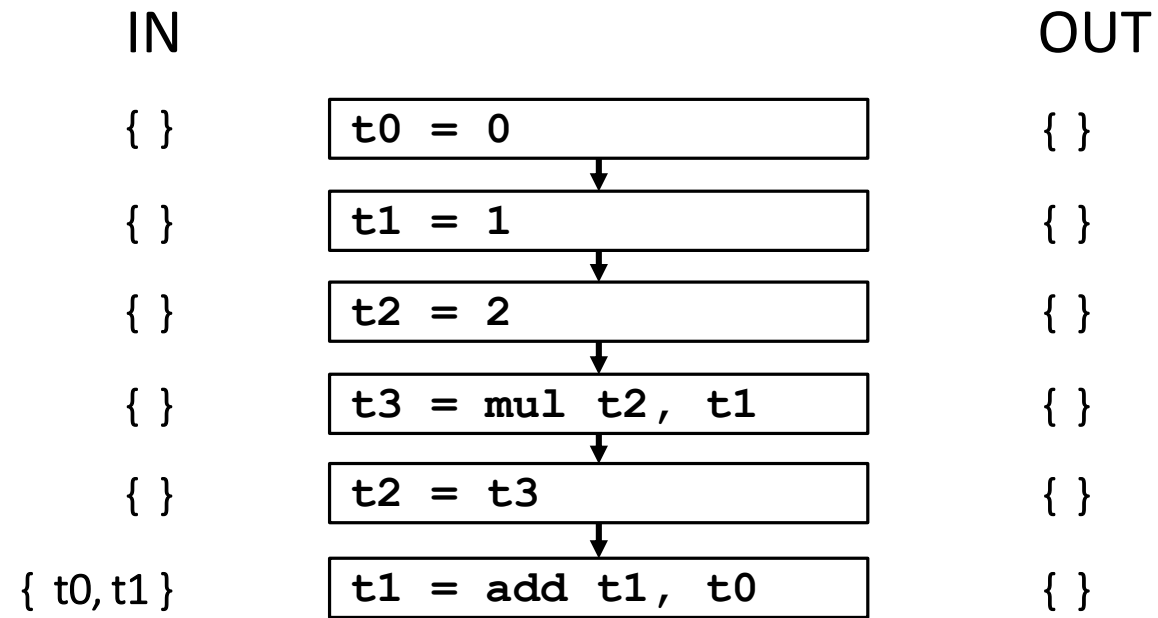 IN OUT
{ } t0 = 0 { }
{ } t1 = 1 { }
{ } t2 = 2 { }
{ } t3 = mul t2, t1 { }
{ } t2 = t3 { }
{ t0, t1 } t1 = add t1, t0 { }